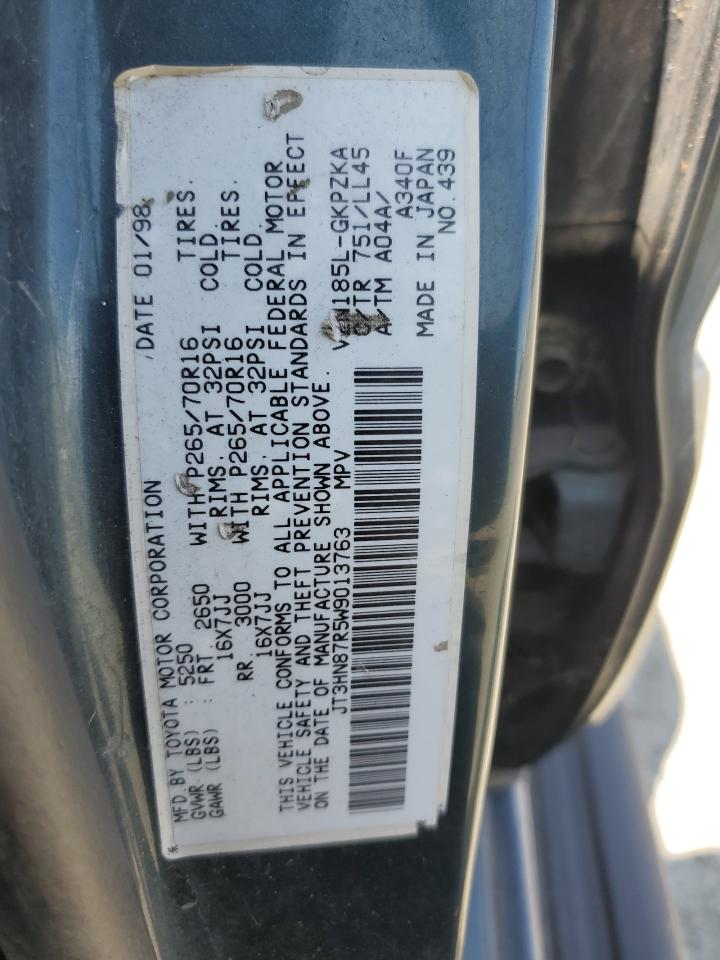 MFD. BY TOYOTA MOTOR CORPORATION DATE 01/98
GVWR (LBS) : 5250
GAWR (LBS) : FRT 2650 WITH P265/70R16 TIRES.
16X7JJ RIMS. AT 32PSI COLD.
RR. 3000 WITH P265/70R16 TIRES.
16X7JJ RIMS. AT 32PSI COLD.
THIS VEHICLE CONFORMS TO ALL APPLICABLE FEDERAL MOTOR
VEHICLE SAFETY AND THEFT PREVENTION STANDARDS IN EFFECT
ON THE DATE OF MANUFACTURE SHOWN ABOVE.
JT3HN87R5W9013763 MPV
185L-GKPZKA
TR 751/LL45
A/TM A04A/
A340F
MADE IN JAPAN
NO.439